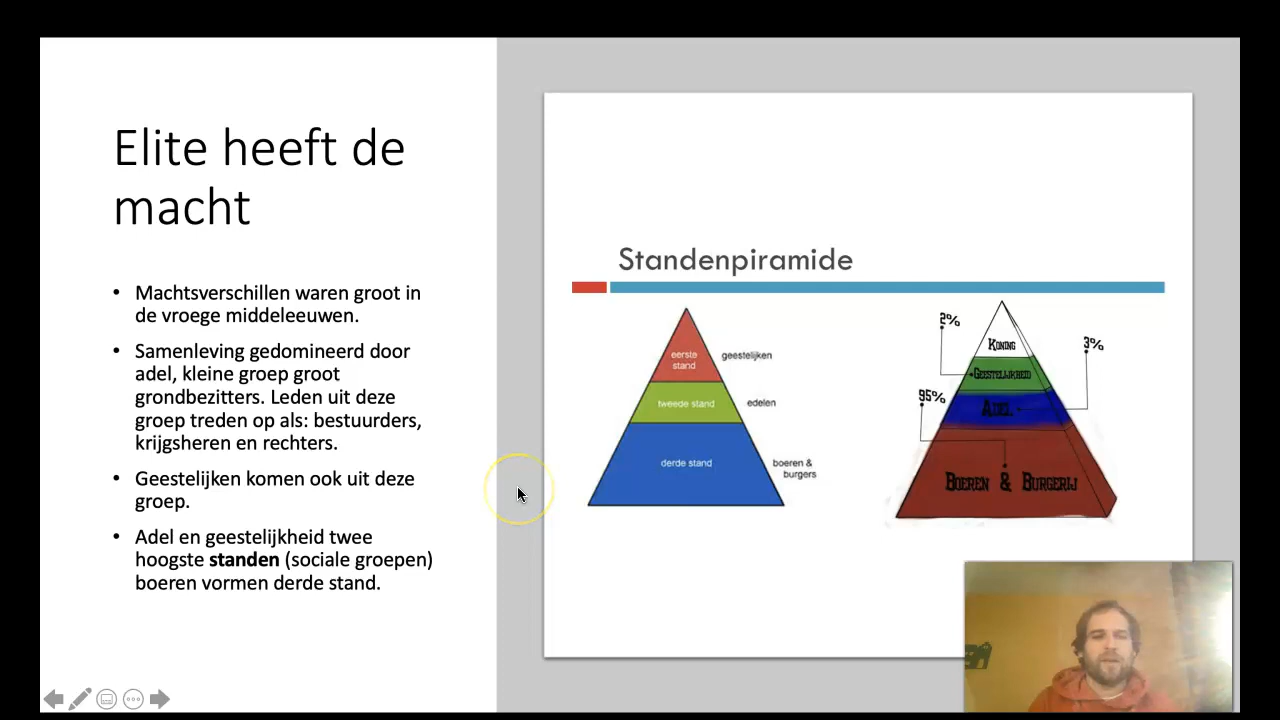 Elite heeft de
macht
• Machtsverschillen waren groot in
de vroege middeleeuwen.
• Samenleving gedomineerd door
adel, kleine groep groot
grondbezitters. Leden uit deze
groep treden op als: bestuurders,
krijgsheren en rechters.
• Geestelijken komen ook uit deze
groep.
• Adel en geestelijkheid twee
hoogste standen (sociale groepen)
boeren vormen derde stand.
Standenpiramide
eerste
stand
geestelijken
tweede stand
edelen
derde stand
boeren &
burgers
2%
Koning
3%
Geestelijkheid
95%
Adel
Boeren & Burgerij